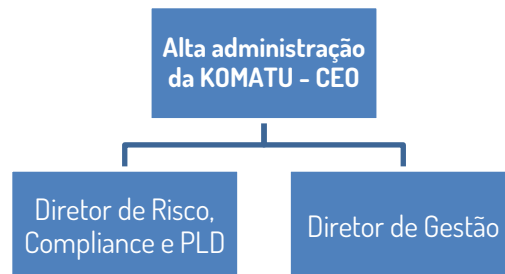 Alta administração
da KOMATU - CEO
Diretor de Risco,
Compliance e PLD
Diretor de Gestão